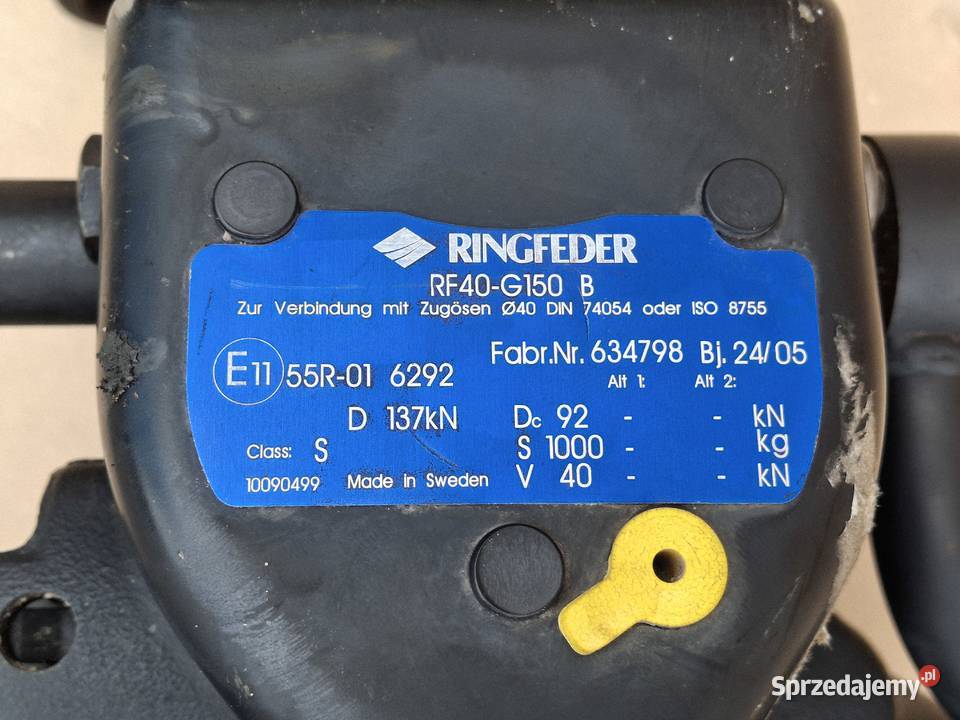 RINGFEDER
RF40-G150 B
Zur Verbindung mit Zugösen Ø40 DIN 74054 oder ISO 8755
E11 55R-01 6292 Fabr.Nr. 634798 Bj. 24/05
Alt 1: Alt 2:
D 137kN Dc 92 - - kN
Class: S S 1000 - - kg
10090499 Made in Sweden V 40 - - kN
Sprzedajemy.pl